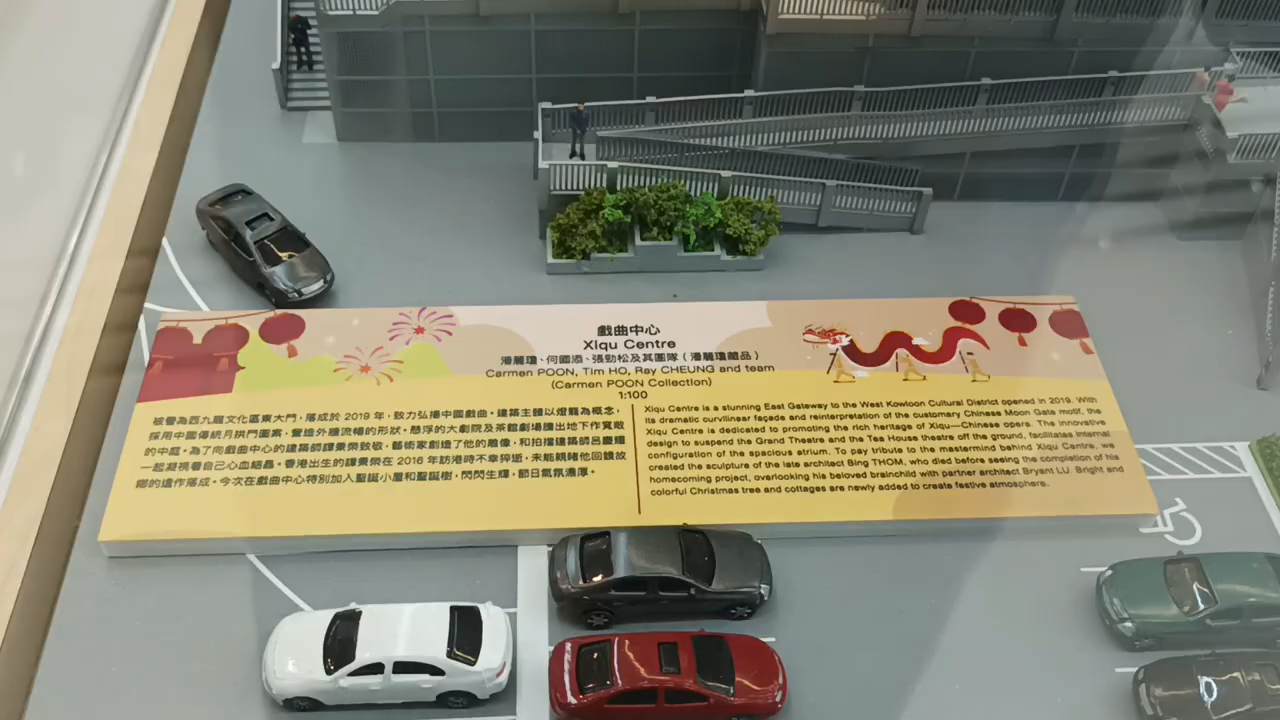 戲曲中心
Xiqu Centre
潘麗瓊、何國添、張勁松及其團隊（潘麗瓊藏品）
Carmen POON, Tim HO, Ray CHEUNG and team
(Carmen POON Collection)
1:100
被譽為西九龍文化區東大門，落成於 2019 年，致力弘揚中國戲曲。建築主體以燈籠為概念，
採用中國傳統月拱門圖案，營造外牆流暢的形狀。懸浮的大劇院及茶館劇場騰出地下作寬敞
的中庭。為了向戲曲中心的建築師譚秉榮致敬，藝術家創造了他的雕像，和拍擋建築師呂慶耀
一起凝視着自己心血結晶。香港出生的譚秉榮在 2016 年訪港時不幸猝逝，未能親睹他回饋故
鄉的遺作落成。今次在戲曲中心特別加入聖誕小屋和聖誕樹，閃閃生輝，節日氣氛濃厚。
Xiqu Centre is a stunning East Gateway to the West Kowloon Cultural District opened in 2019. With
its dramatic curvilinear façade and reinterpretation of the customary Chinese Moon Gate motif, the
Xiqu Centre is dedicated to promoting the rich heritage of Xiqu—Chinese opera. The innovative
design to suspend the Grand Theatre and the Tea House theatre off the ground, facilitates internal
configuration of the spacious atrium. To pay tribute to the mastermind behind Xiqu Centre, we
created the sculpture of the late architect Bing THOM, who died before seeing the completion of his
homecoming project, overlooking his beloved brainchild with partner architect Bryant LU. Bright and
colorful Christmas tree and cottages are newly added to create festive atmosphere.